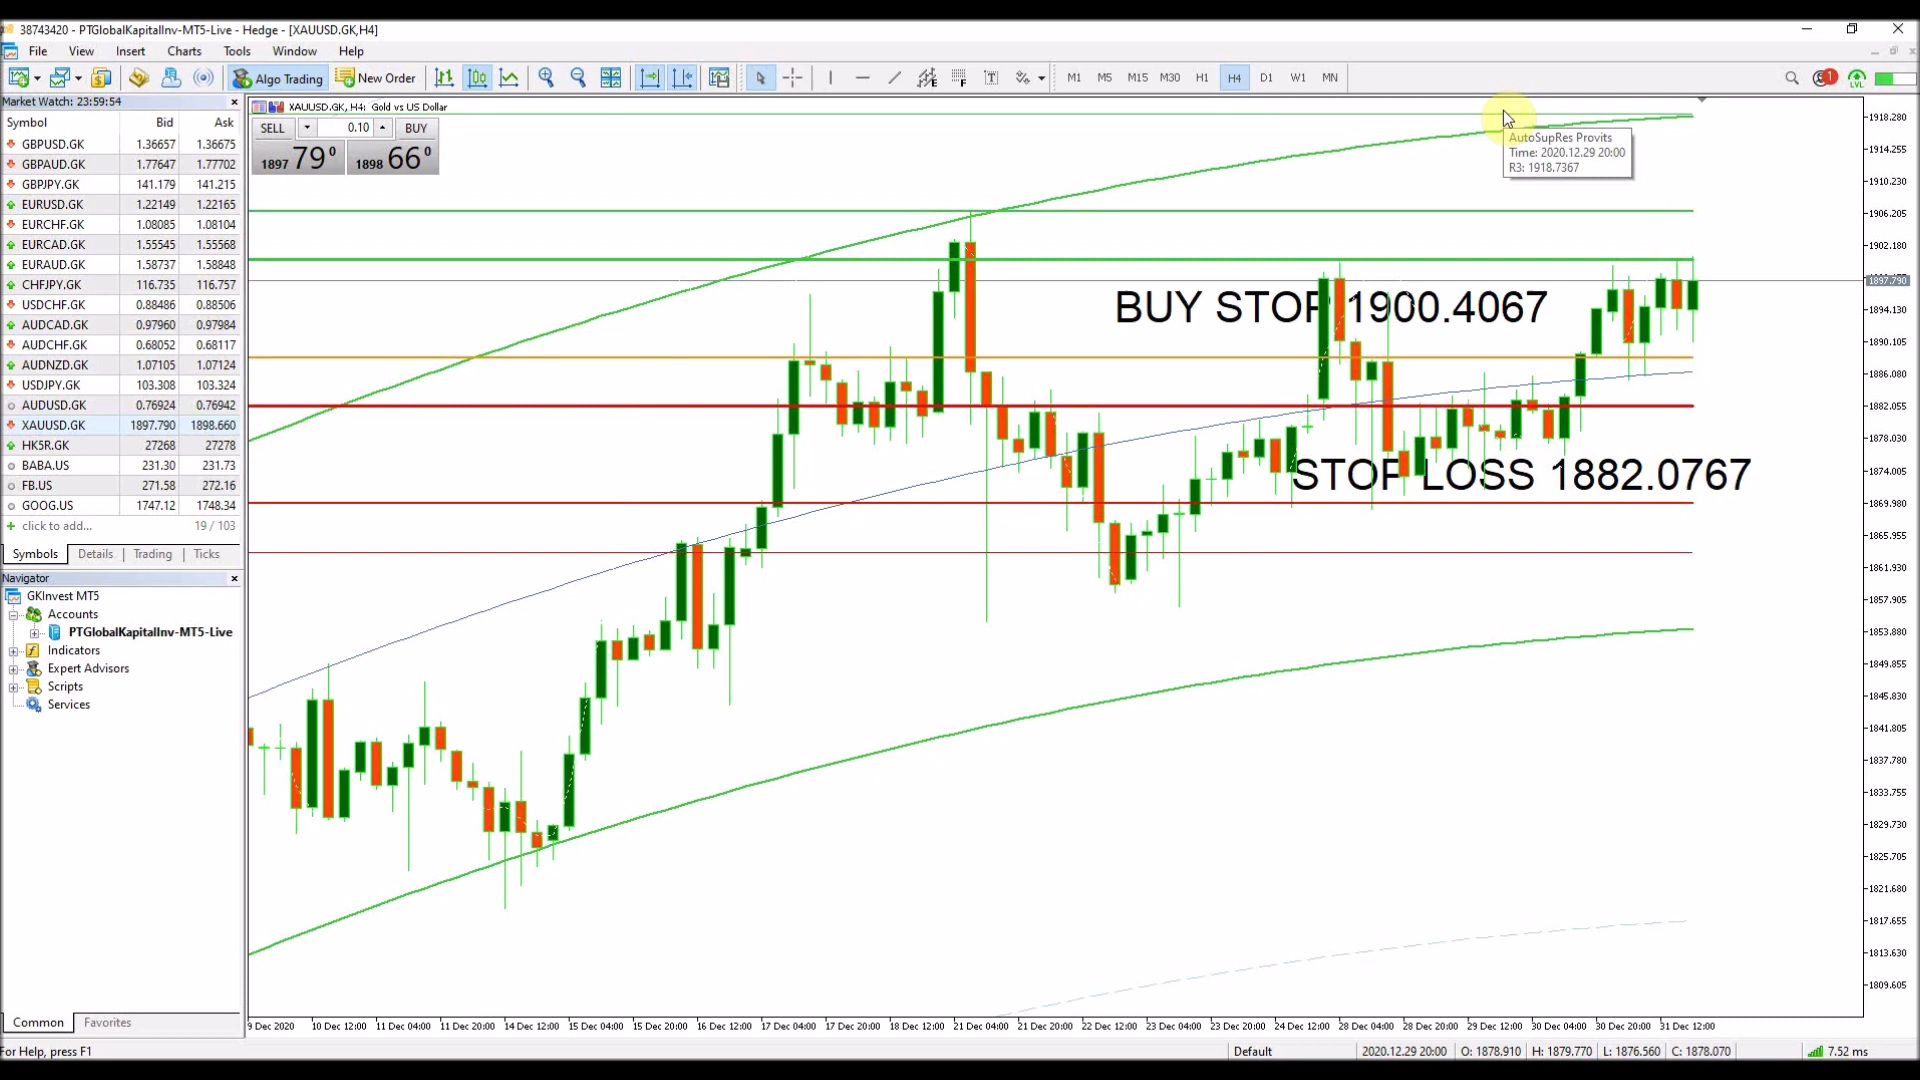 38743420 - PTGlobalKapitalInv-MT5-Live - Hedge - [XAUUSD.GK,H4]
File View Insert Charts Tools Window Help
Algo Trading New Order M1 M5 M15 M30 H1 H4 D1 W1 MN
Market Watch: 23:59:54
Symbol Bid Ask
GBPUSD.GK 1.36657 1.36675
GBPAUD.GK 1.77647 1.77702
GBPJPY.GK 141.179 141.215
EURUSD.GK 1.22149 1.22165
EURCHF.GK 1.08085 1.08104
EURCAD.GK 1.55545 1.55568
EURAUD.GK 1.58737 1.58848
CHFJPY.GK 116.735 116.757
USDCHF.GK 0.88486 0.88506
AUDCAD.GK 0.97960 0.97984
AUDCHF.GK 0.68052 0.68117
AUDNZD.GK 1.07105 1.07124
USDJPY.GK 103.308 103.324
AUDUSD.GK 0.76924 0.76942
XAUUSD.GK 1897.790 1898.660
HK5R.GK 27268 27278
BABA.US 231.30 231.73
FB.US 271.58 272.16
GOOG.US 1747.12 1748.34
click to add... 19 / 103
Symbols Details Trading Ticks
Navigator
GKInvest MT5
Accounts
PTGlobalKapitalInv-MT5-Live
Indicators
Expert Advisors
Scripts
Services
Common Favorites
For Help, press F1
XAUUSD.GK, H4: Gold vs US Dollar
SELL 0.10 BUY
1897 79 0 1898 66 0
AutoSupRes Provits
Time: 2020.12.29 20:00
R3: 1918.7367
BUY STOP 1900.4067
STOP LOSS 1882.0767
1918.280
1914.255
1910.230
1906.205
1902.180
1897.790
1894.130
1890.105
1886.080
1882.055
1878.030
1874.005
1869.980
1865.955
1861.930
1857.905
1853.880
1849.855
1845.830
1841.805
1837.780
1833.755
1829.730
1825.705
1821.680
1817.655
1813.630
1809.605
9 Dec 2020 10 Dec 12:00 11 Dec 04:00 11 Dec 20:00 14 Dec 12:00 15 Dec 04:00 15 Dec 20:00 16 Dec 12:00 17 Dec 04:00 17 Dec 20:00 18 Dec 12:00 21 Dec 04:00 21 Dec 20:00 22 Dec 12:00 23 Dec 04:00 23 Dec 20:00 24 Dec 12:00 28 Dec 04:00 28 Dec 20:00 29 Dec 12:00 30 Dec 04:00 30 Dec 20:00 31 Dec 12:00
Default 2020.12.29 20:00 O: 1878.910 H: 1879.770 L: 1876.560 C: 1878.070 7.52 ms